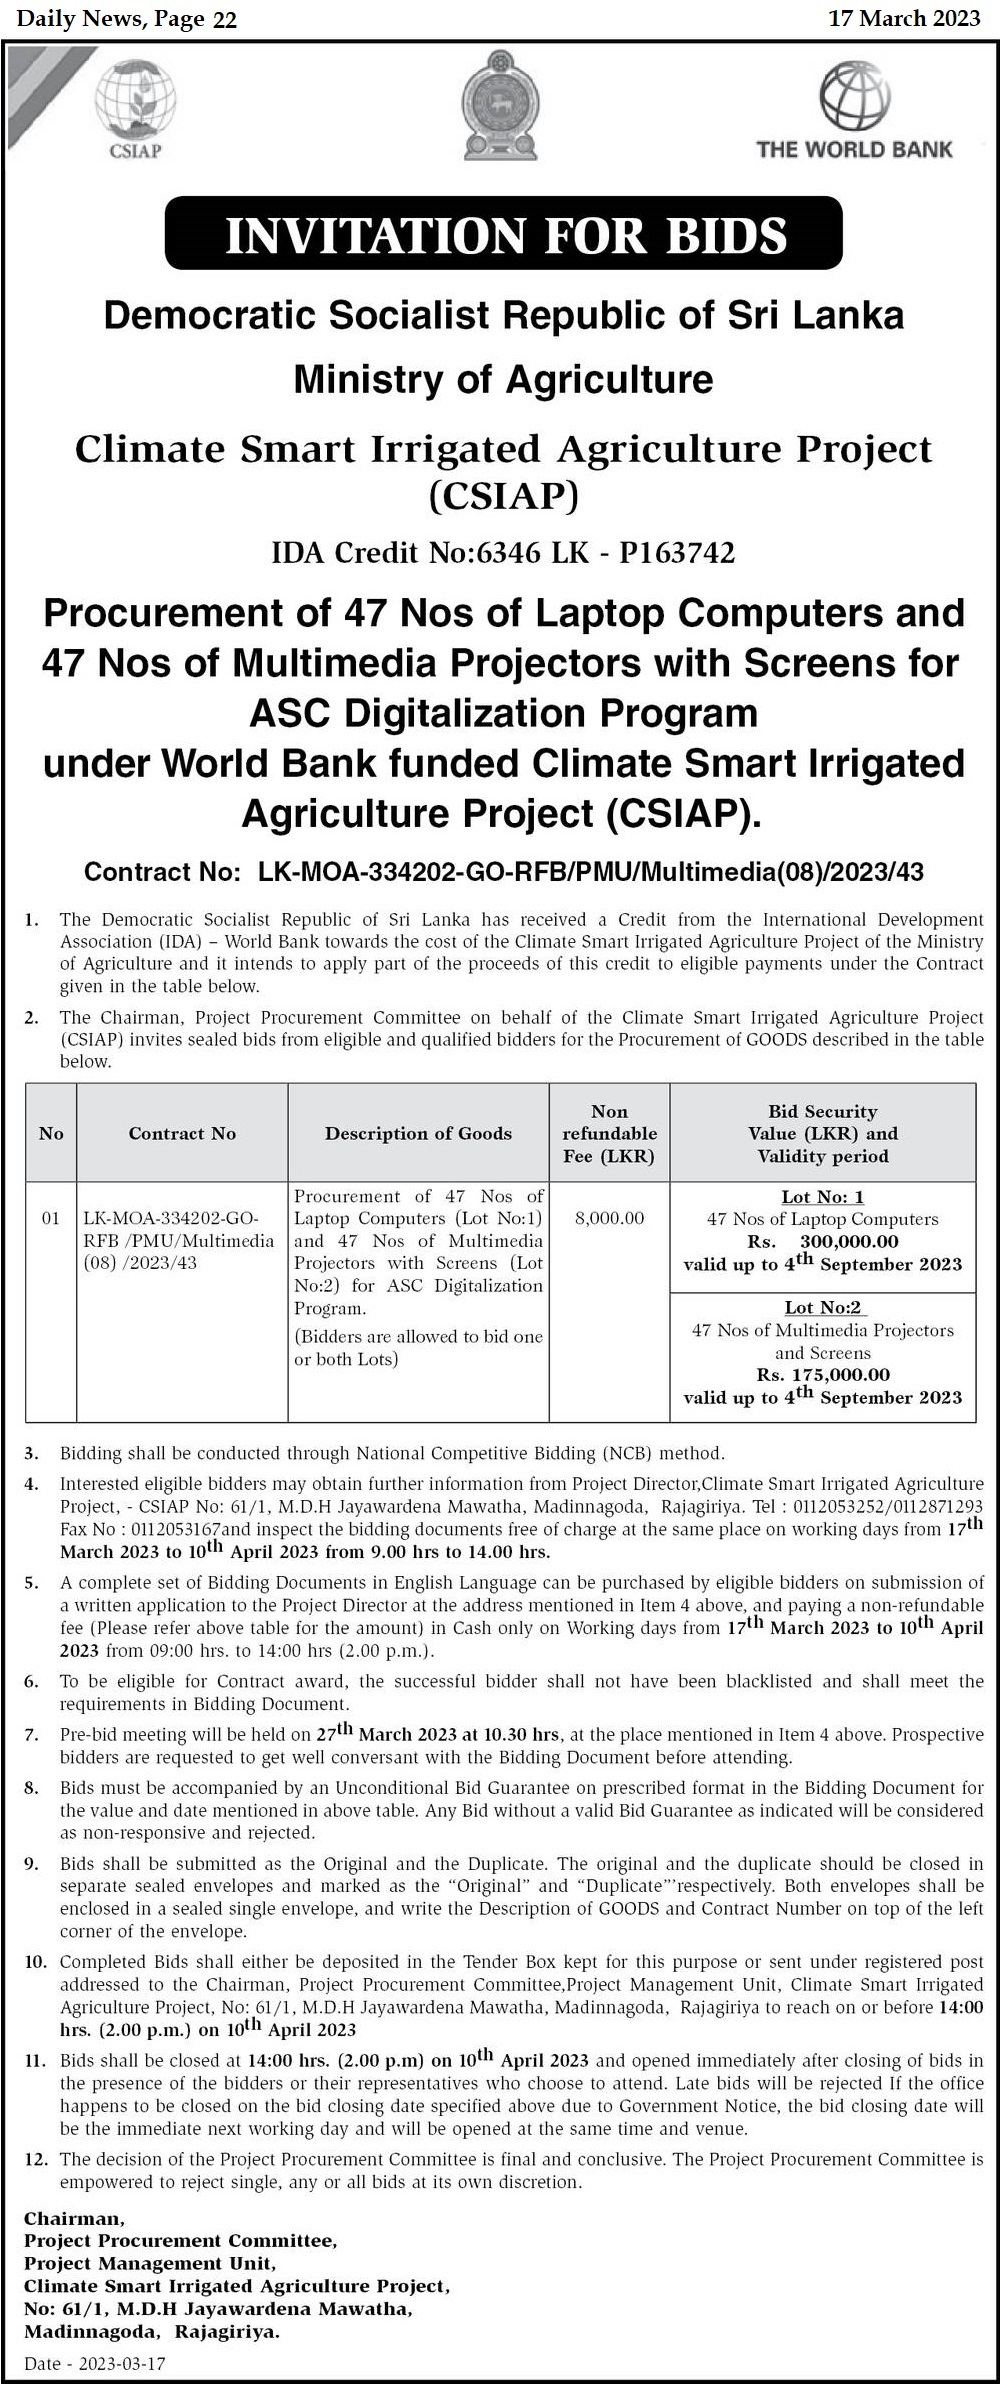 Daily News, Page 22
17 March 2023
CSIAP
THE WORLD BANK
INVITATION FOR BIDS
Democratic Socialist Republic of Sri Lanka
Ministry of Agriculture
Climate Smart Irrigated Agriculture Project
(CSIAP)
IDA Credit No:6346 LK - P163742
Procurement of 47 Nos of Laptop Computers and
47 Nos of Multimedia Projectors with Screens for
ASC Digitalization Program
under World Bank funded Climate Smart Irrigated
Agriculture Project (CSIAP).
Contract No: LK-MOA-334202-GO-RFB/PMU/Multimedia(08)/2023/43
1. The Democratic Socialist Republic of Sri Lanka has received a Credit from the International Development
Association (IDA) – World Bank towards the cost of the Climate Smart Irrigated Agriculture Project of the Ministry
of Agriculture and it intends to apply part of the proceeds of this credit to eligible payments under the Contract
given in the table below.
2. The Chairman, Project Procurement Committee on behalf of the Climate Smart Irrigated Agriculture Project
(CSIAP) invites sealed bids from eligible and qualified bidders for the Procurement of GOODS described in the table
below.
No
Contract No
Description of Goods
Non
refundable
Fee (LKR)
Bid Security
Value (LKR) and
Validity period
01
LK-MOA-334202-GO-
RFB /PMU/Multimedia
(08) /2023/43
Procurement of 47 Nos of
Laptop Computers (Lot No:1)
and 47 Nos of Multimedia
Projectors with Screens (Lot
No:2) for ASC Digitalization
Program.
(Bidders are allowed to bid one
or both Lots)
8,000.00
Lot No: 1
47 Nos of Laptop Computers
Rs. 300,000.00
valid up to 4th September 2023
Lot No:2
47 Nos of Multimedia Projectors
and Screens
Rs. 175,000.00
valid up to 4th September 2023
3. Bidding shall be conducted through National Competitive Bidding (NCB) method.
4. Interested eligible bidders may obtain further information from Project Director,Climate Smart Irrigated Agriculture
Project, - CSIAP No: 61/1, M.D.H Jayawardena Mawatha, Madinnagoda, Rajagiriya. Tel : 0112053252/0112871293
Fax No : 0112053167and inspect the bidding documents free of charge at the same place on working days from 17th
March 2023 to 10th April 2023 from 9.00 hrs to 14.00 hrs.
5. A complete set of Bidding Documents in English Language can be purchased by eligible bidders on submission of
a written application to the Project Director at the address mentioned in Item 4 above, and paying a non-refundable
fee (Please refer above table for the amount) in Cash only on Working days from 17th March 2023 to 10th April
2023 from 09:00 hrs. to 14:00 hrs (2.00 p.m.).
6. To be eligible for Contract award, the successful bidder shall not have been blacklisted and shall meet the
requirements in Bidding Document.
7. Pre-bid meeting will be held on 27th March 2023 at 10.30 hrs, at the place mentioned in Item 4 above. Prospective
bidders are requested to get well conversant with the Bidding Document before attending.
8. Bids must be accompanied by an Unconditional Bid Guarantee on prescribed format in the Bidding Document for
the value and date mentioned in above table. Any Bid without a valid Bid Guarantee as indicated will be considered
as non-responsive and rejected.
9. Bids shall be submitted as the Original and the Duplicate. The original and the duplicate should be closed in
separate sealed envelopes and marked as the “Original” and “Duplicate”’respectively. Both envelopes shall be
enclosed in a sealed single envelope, and write the Description of GOODS and Contract Number on top of the left
corner of the envelope.
10. Completed Bids shall either be deposited in the Tender Box kept for this purpose or sent under registered post
addressed to the Chairman, Project Procurement Committee,Project Management Unit, Climate Smart Irrigated
Agriculture Project, No: 61/1, M.D.H Jayawardena Mawatha, Madinnagoda, Rajagiriya to reach on or before 14:00
hrs. (2.00 p.m.) on 10th April 2023
11. Bids shall be closed at 14:00 hrs. (2.00 p.m) on 10th April 2023 and opened immediately after closing of bids in
the presence of the bidders or their representatives who choose to attend. Late bids will be rejected If the office
happens to be closed on the bid closing date specified above due to Government Notice, the bid closing date will
be the immediate next working day and will be opened at the same time and venue.
12. The decision of the Project Procurement Committee is final and conclusive. The Project Procurement Committee is
empowered to reject single, any or all bids at its own discretion.
Chairman,
Project Procurement Committee,
Project Management Unit,
Climate Smart Irrigated Agriculture Project,
No: 61/1, M.D.H Jayawardena Mawatha,
Madinnagoda, Rajagiriya.
Date - 2023-03-17